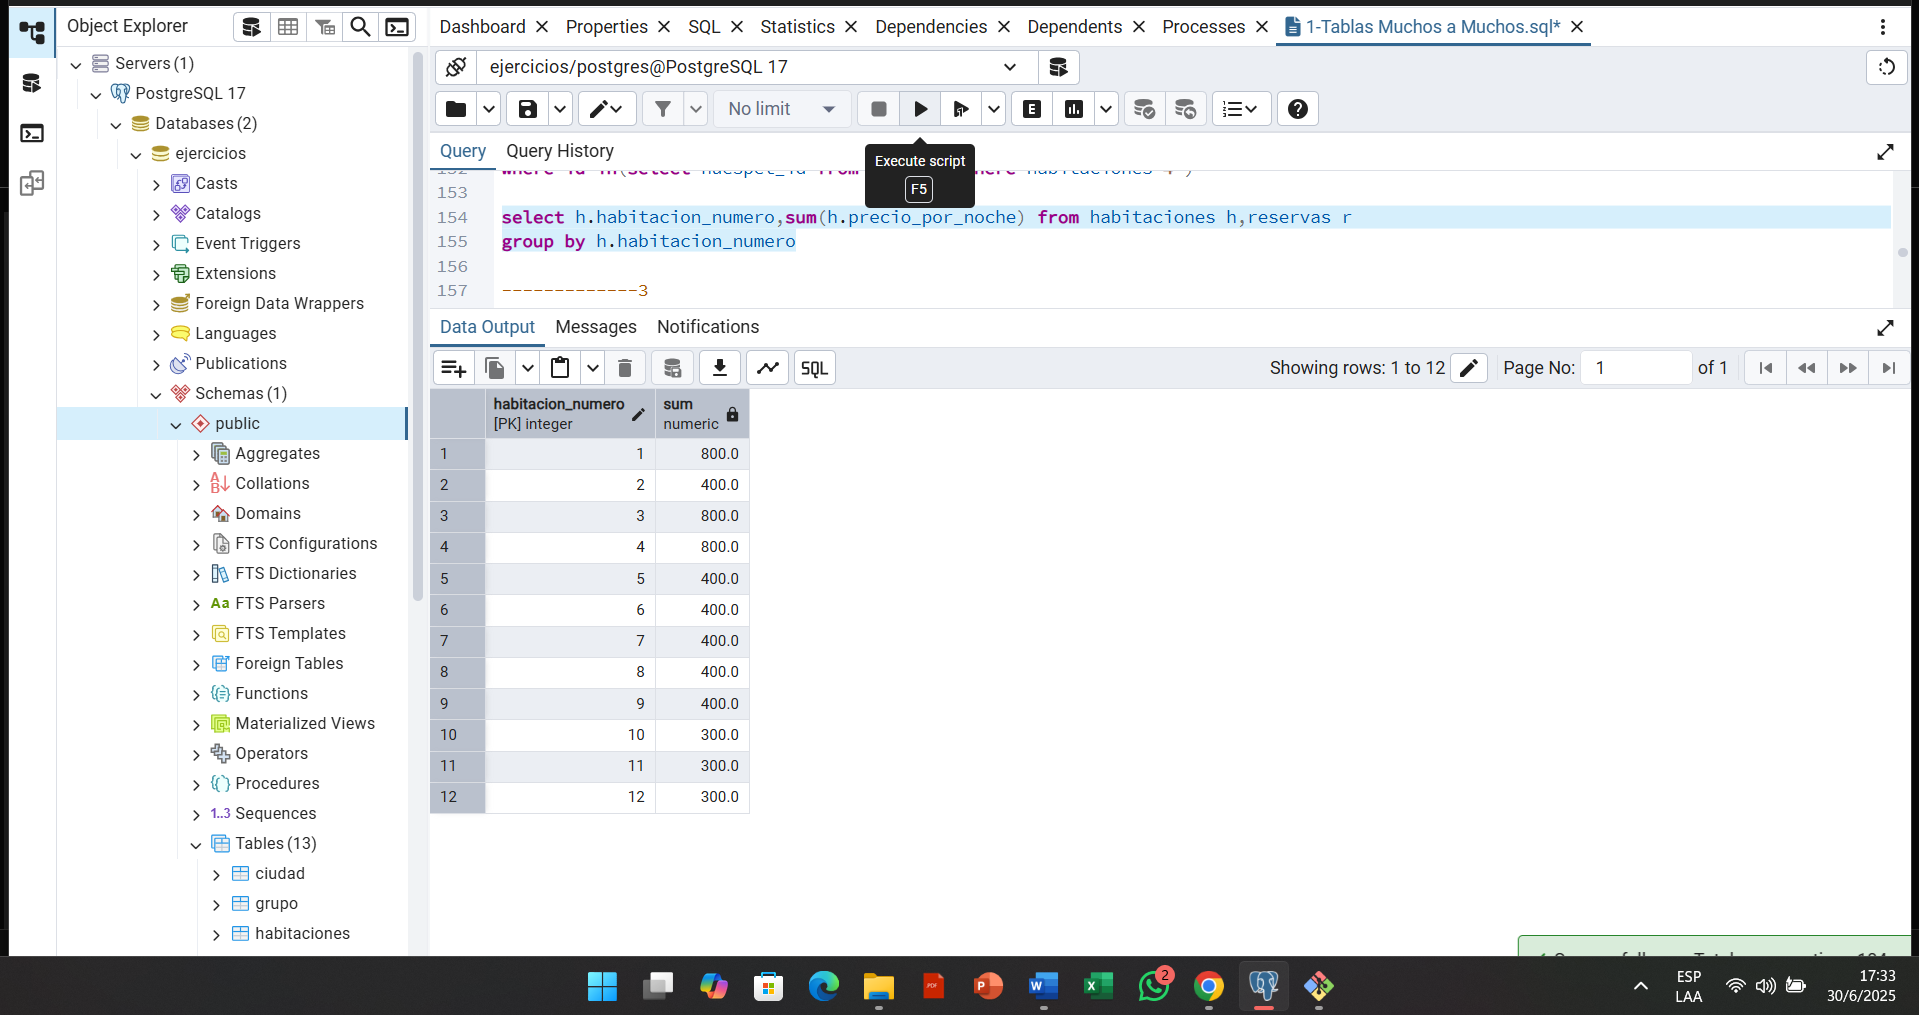 Object Explorer
Dashboard
Properties
SQL
Statistics
Dependencies
Dependents
Processes
1-Tablas Muchos a Muchos.sql*
ejercicios/postgres@PostgreSQL 17
No limit
E
Query
Query History
Execute script
F5
153
154 select h.habitacion_numero,sum(h.precio_por_noche) from habitaciones h,reservas r
155 group by h.habitacion_numero
156
157 -------------3
Data Output
Messages
Notifications
SQL
Showing rows: 1 to 12
Page No: 1 of 1
habitacion_numero [PK] integer
sum numeric
1 1 800.0
2 2 400.0
3 3 800.0
4 4 800.0
5 5 400.0
6 6 400.0
7 7 400.0
8 8 400.0
9 9 400.0
10 10 300.0
11 11 300.0
12 12 300.0
Servers (1)
PostgreSQL 17
Databases (2)
ejercicios
Casts
Catalogs
Event Triggers
Extensions
Foreign Data Wrappers
Languages
Publications
Schemas (1)
public
Aggregates
Collations
Domains
FTS Configurations
FTS Dictionaries
Aa FTS Parsers
FTS Templates
Foreign Tables
Functions
Materialized Views
Operators
Procedures
1..3 Sequences
Tables (13)
ciudad
grupo
habitaciones
2
ESP
LAA
17:33
30/6/2025